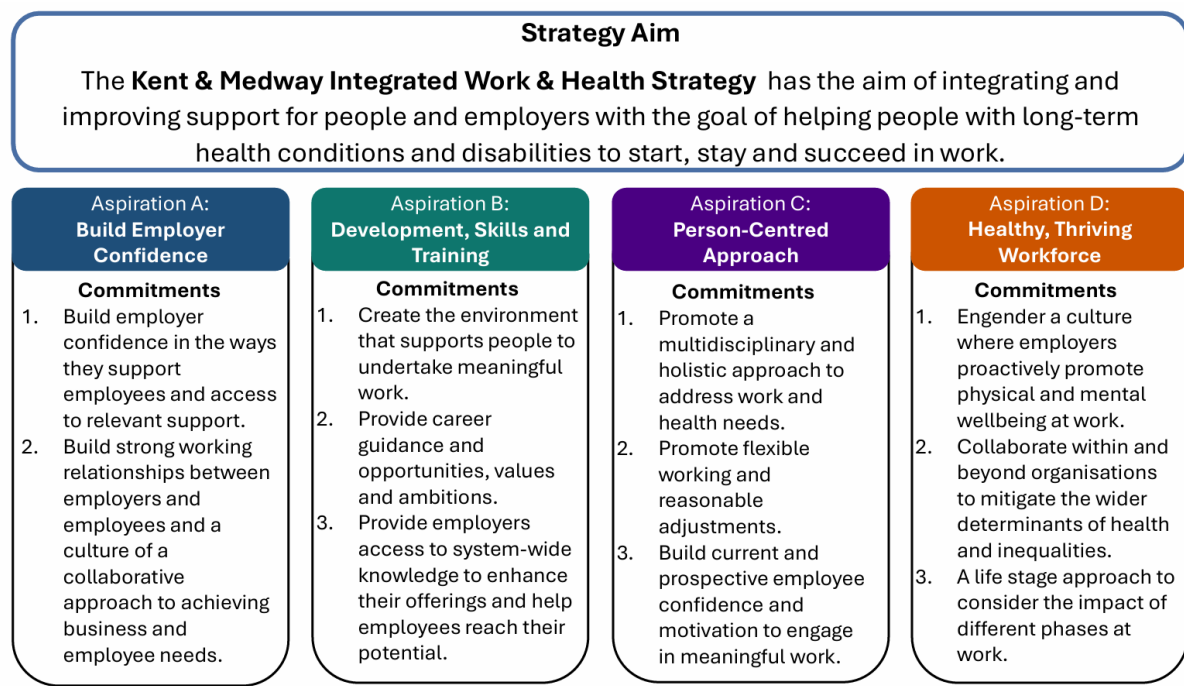 Strategy Aim
The Kent & Medway Integrated Work & Health Strategy has the aim of integrating and
improving support for people and employers with the goal of helping people with long-term
health conditions and disabilities to start, stay and succeed in work.
Aspiration A:
Build Employer
Confidence
Commitments
1. Build employer
confidence in the ways
they support
employees and access
to relevant support.
2. Build strong working
relationships between
employers and
employees and a
culture of a
collaborative
approach to achieving
business and
employee needs.
Aspiration B:
Development, Skills and
Training
Commitments
1. Create the environment
that supports people to
undertake meaningful
work.
2. Provide career
guidance and
opportunities, values
and ambitions.
3. Provide employers
access to system-wide
knowledge to enhance
their offerings and help
employees reach their
potential.
Aspiration C:
Person-Centred
Approach
Commitments
1. Promote a
multidisciplinary and
holistic approach to
address work and
health needs.
2. Promote flexible
working and
reasonable
adjustments.
3. Build current and
prospective employee
confidence and
motivation to engage
in meaningful work.
Aspiration D:
Healthy, Thriving
Workforce
Commitments
1. Engender a culture
where employers
proactively promote
physical and mental
wellbeing at work.
2. Collaborate within and
beyond organisations
to mitigate the wider
determinants of health
and inequalities.
3. A life stage approach to
consider the impact of
different phases at
work.